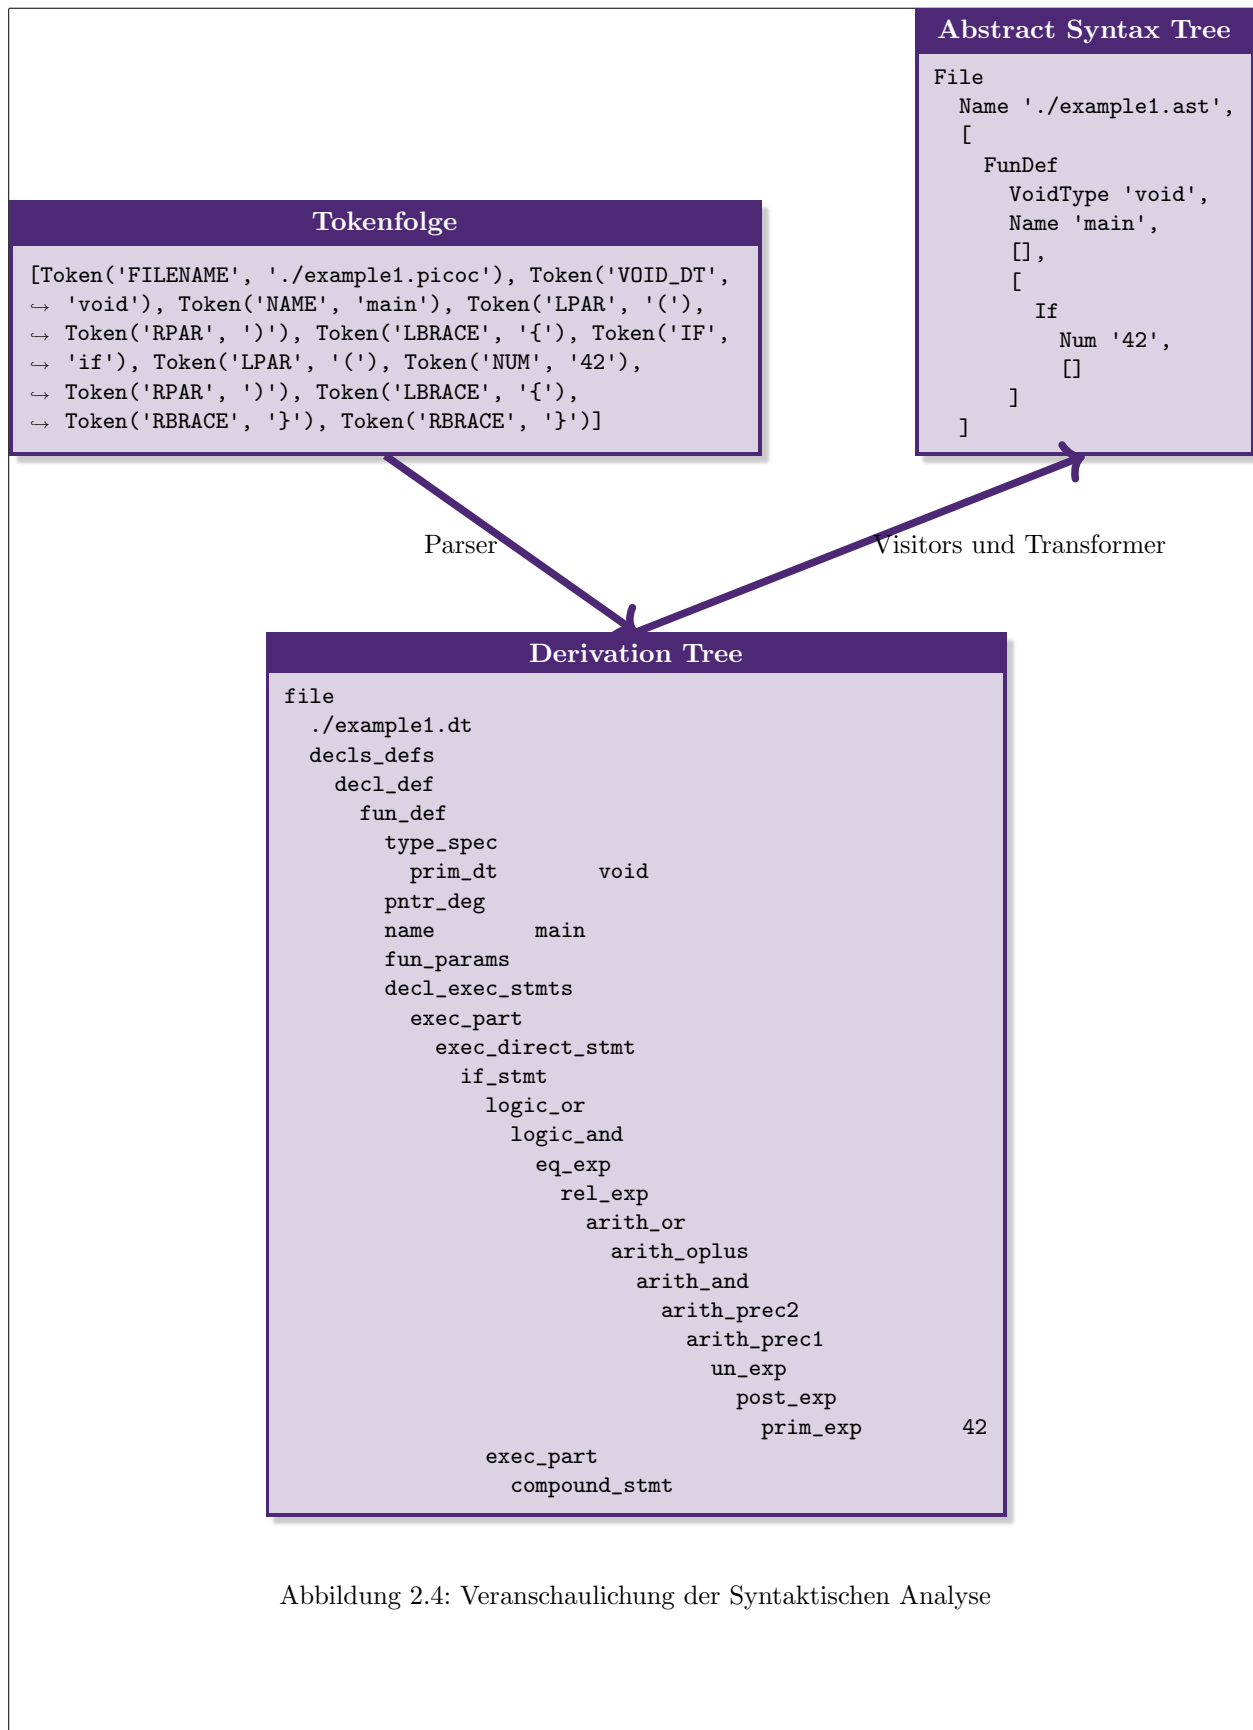 Abstract Syntax Tree
File
  Name './example1.ast',
  [
    FunDef
      VoidType 'void',
      Name 'main',
      [],
      [
        If
          Num '42',
          []
      ]
  ]
Tokenfolge
[Token('FILENAME', './example1.picoc'), Token('VOID_DT',
↪ 'void'), Token('NAME', 'main'), Token('LPAR', '('),
↪ Token('RPAR', ')'), Token('LBRACE', '{'), Token('IF',
↪ 'if'), Token('LPAR', '('), Token('NUM', '42'),
↪ Token('RPAR', ')'), Token('LBRACE', '{'),
↪ Token('RBRACE', '}'), Token('RBRACE', '}')]
Parser
Visitors und Transformer
Derivation Tree
file
  ./example1.dt
  decls_defs
    decl_def
      fun_def
        type_spec
          prim_dt        void
        pntr_deg
        name        main
        fun_params
        decl_exec_stmts
          exec_part
            exec_direct_stmt
              if_stmt
                logic_or
                  logic_and
                    eq_exp
                      rel_exp
                        arith_or
                          arith_oplus
                            arith_and
                              arith_prec2
                                arith_prec1
                                  un_exp
                                    post_exp
                                      prim_exp        42
                exec_part
                  compound_stmt
Abbildung 2.4: Veranschaulichung der Syntaktischen Analyse